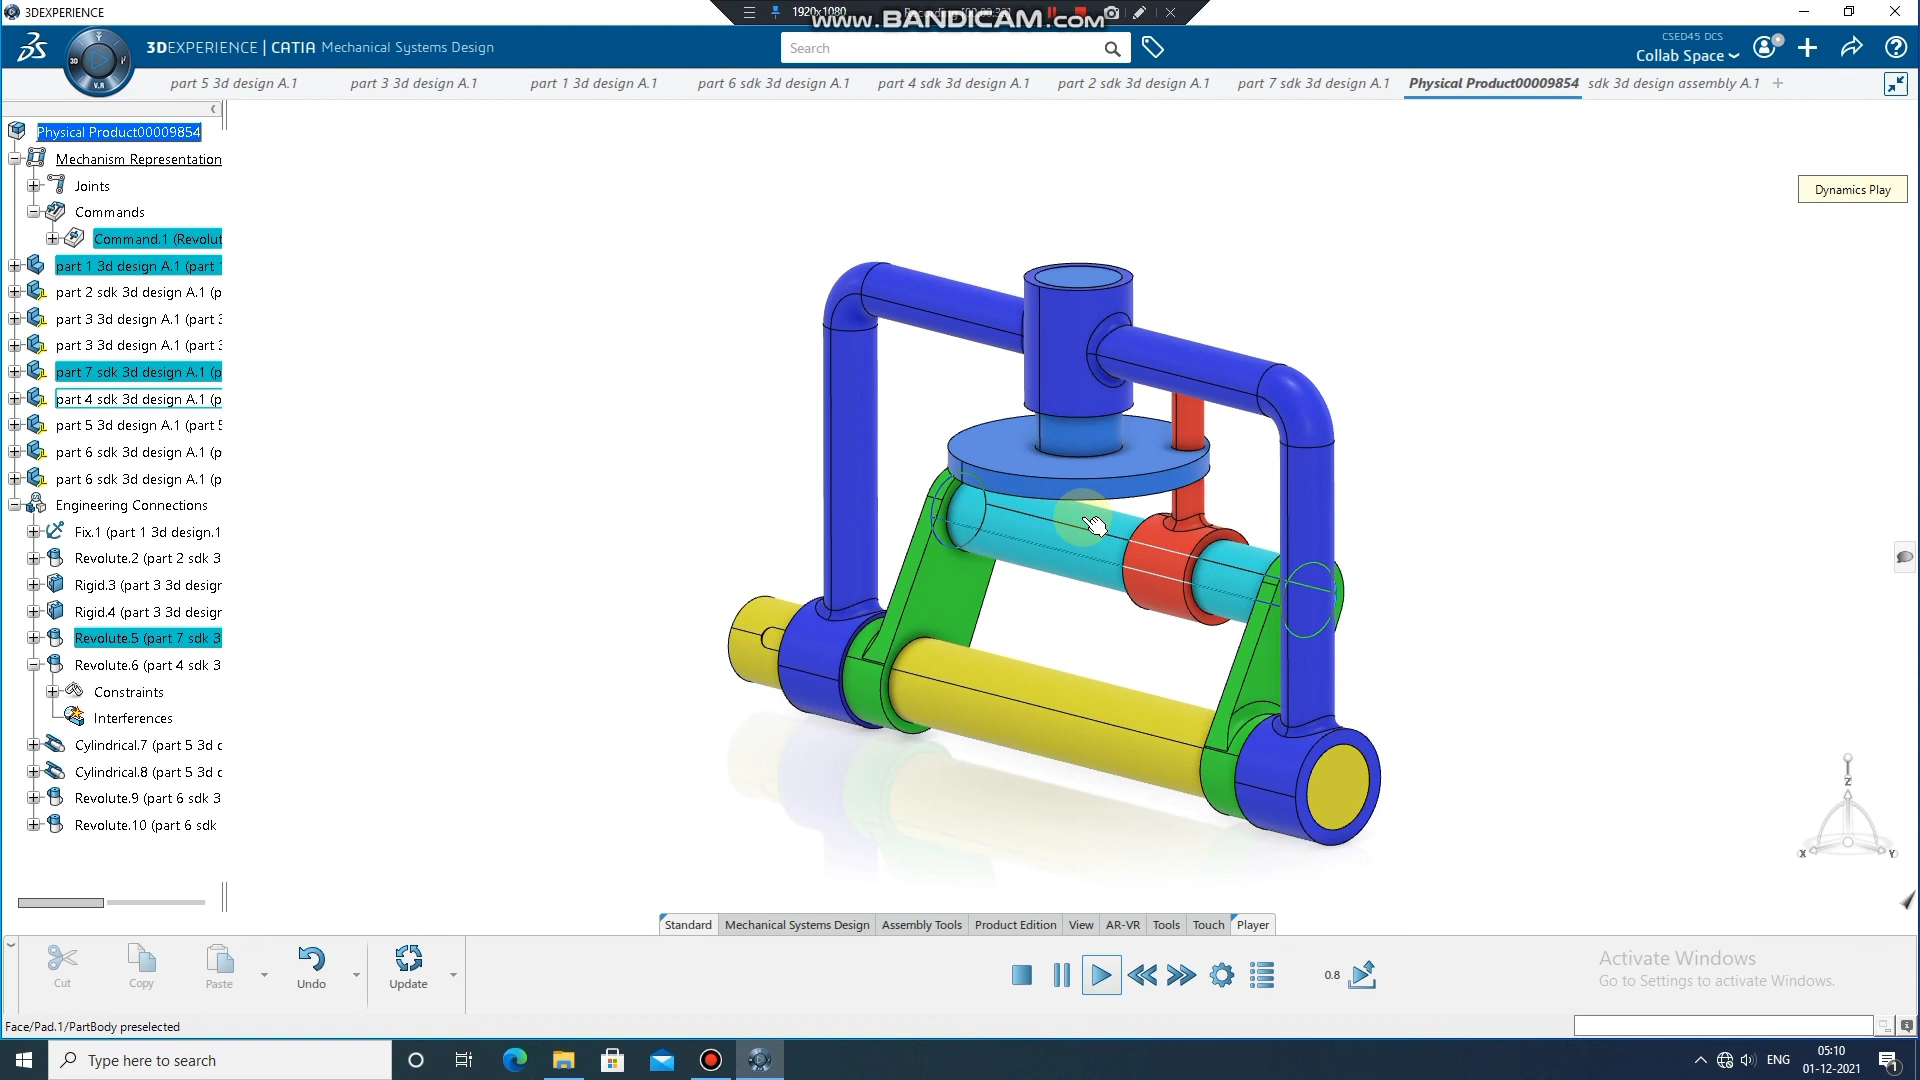 3DEXPERIENCE
1920x1080
www.BANDICAM.com
3DEXPERIENCE | CATIA Mechanical Systems Design
Search
CSED45 DCS
Collab Space
3D
V.R
part 5 3d design A.1
part 3 3d design A.1
part 1 3d design A.1
part 6 sdk 3d design A.1
part 4 sdk 3d design A.1
part 2 sdk 3d design A.1
part 7 sdk 3d design A.1
Physical Product00009854
sdk 3d design assembly A.1
Physical Product00009854
Mechanism Representation
Joints
Commands
Command.1 (Revolut
part 1 3d design A.1 (part 1
part 2 sdk 3d design A.1 (p
part 3 3d design A.1 (part 3
part 3 3d design A.1 (part 3
part 7 sdk 3d design A.1 (p
part 4 sdk 3d design A.1 (p
part 5 3d design A.1 (part 5
part 6 sdk 3d design A.1 (p
part 6 sdk 3d design A.1 (p
Engineering Connections
Fix.1 (part 1 3d design.1
Revolute.2 (part 2 sdk 3
Rigid.3 (part 3 3d design
Rigid.4 (part 3 3d design
Revolute.5 (part 7 sdk 3
Revolute.6 (part 4 sdk 3
Constraints
Interferences
Cylindrical.7 (part 5 3d d
Cylindrical.8 (part 5 3d d
Revolute.9 (part 6 sdk 3
Revolute.10 (part 6 sdk
Dynamics Play
Z
X
Y
Standard
Mechanical Systems Design
Assembly Tools
Product Edition
View
AR-VR
Tools
Touch
Player
Cut
Copy
Paste
Undo
Update
0.8
Activate Windows
Go to Settings to activate Windows.
Face/Pad.1/PartBody preselected
Type here to search
ENG
05:10
01-12-2021
1